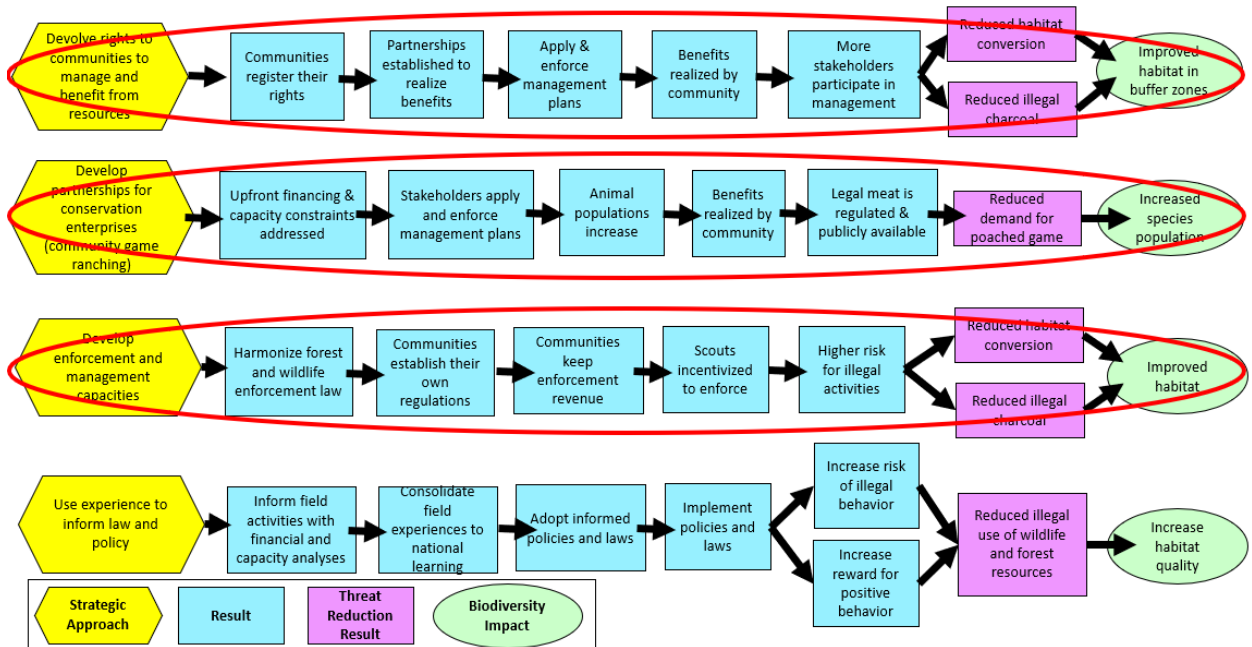 Devolve rights to
communities to
manage and
benefit from
resources
Communities
register their
rights
Partnerships
established to
realize
benefits
Apply &
enforce
management
plans
Benefits
realized by
community
More
stakeholders
participate in
management
Reduced habitat
conversion
Reduced illegal
charcoal
Improved
habitat in
buffer zones
Develop
partnerships for
conservation
enterprises
(community game
ranching)
Upfront financing &
capacity constraints
addressed
Stakeholders apply
and enforce
management plans
Animal
populations
increase
Benefits
realized by
community
Legal meat is
regulated &
publicly available
Reduced
demand for
poached game
Increased
species
population
Develop
enforcement and
management
capacities
Harmonize forest
and wildlife
enforcement law
Communities
establish their
own
regulations
Communities
keep
enforcement
revenue
Scouts
incentivized to
enforce
Higher risk
for illegal
activities
Reduced habitat
conversion
Reduced illegal
charcoal
Improved
habitat
Use experience to
inform law and
policy
Inform field
activities with
financial and
capacity analyses
Consolidate
field
experiences to
national
learning
Adopt informed
policies and laws
Implement
policies and
laws
Increase risk
of illegal
behavior
Increase
reward for
positive
behavior
Reduced illegal
use of wildlife
and forest
resources
Increase
habitat
quality
Strategic
Approach
Result
Threat
Reduction
Result
Biodiversity
Impact